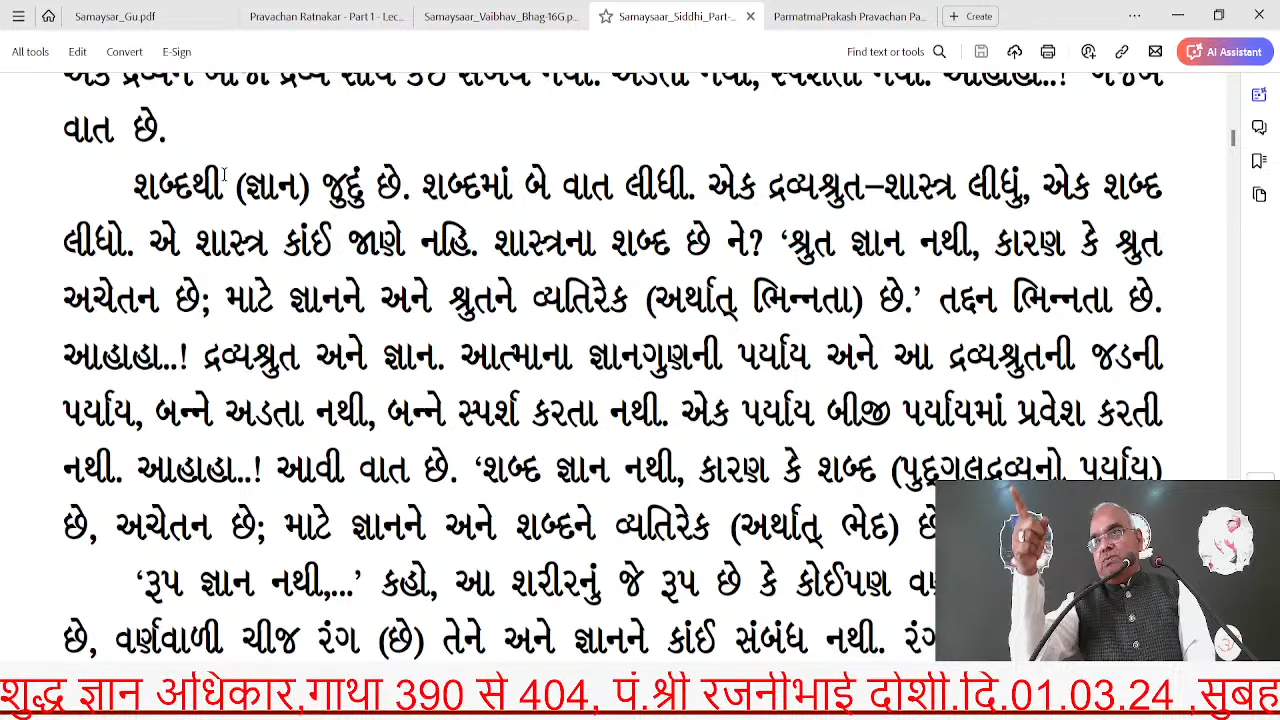 Samaysar_Gu.pdf
Pravachan Ratnakar - Part 1 - Lec...
Samaysar_Vaibhav_Bhag-16G.p...
Samaysaar_Siddhi_Part-...
ParmatmaPrakash Pravachan Pa...
Create
All tools Edit Convert E-Sign
Find text or tools
AI Assistant
વાત છે.
શબ્દથી (જ્ઞાન) જુદું છે. શબ્દમાં બે વાત લીધી. એક દ્રવ્યશ્રુત–શાસ્ત્ર લીધું, એક શબ્દ
લીધો. એ શાસ્ત્ર કાંઈ જાણે નહિ. શાસ્ત્રના શબ્દ છે ને? ‘શ્રુત જ્ઞાન નથી, કારણ કે શ્રુત
અચેતન છે; માટે જ્ઞાનને અને શ્રુતને વ્યતિરેક (અર્થાત્ ભિન્નતા) છે.’ તદ્દન ભિન્નતા છે.
આહાહા..! દ્રવ્યશ્રુત અને જ્ઞાન. આત્માના જ્ઞાનગુણની પર્યાય અને આ દ્રવ્યશ્રુતની જડની
પર્યાય, બન્ને અડતા નથી, બન્ને સ્પર્શ કરતા નથી. એક પર્યાય બીજી પર્યાયમાં પ્રવેશ કરતી
નથી. આહાહા..! આવી વાત છે. ‘શબ્દ જ્ઞાન નથી, કારણ કે શબ્દ (પુદ્ગલદ્રવ્યનો પર્યાય)
છે, અચેતન છે; માટે જ્ઞાનને અને શબ્દને વ્યતિરેક (અર્થાત્ ભેદ)
‘રૂપ જ્ઞાન નથી,...’ કહો, આ શરીરનું જે રૂપ છે કે કોઈપણ
છે, વર્ણવાળી ચીજ રંગ (છે) તેને અને જ્ઞાનને કાંઈ સંબંધ નથી.
શુદ્ધ જ્ઞાન અધિકાર,ગાથા 390 સે 404, પં.શ્રી રજનીભાઈ દોશી.દિ.01.03.24 ,સુબહ